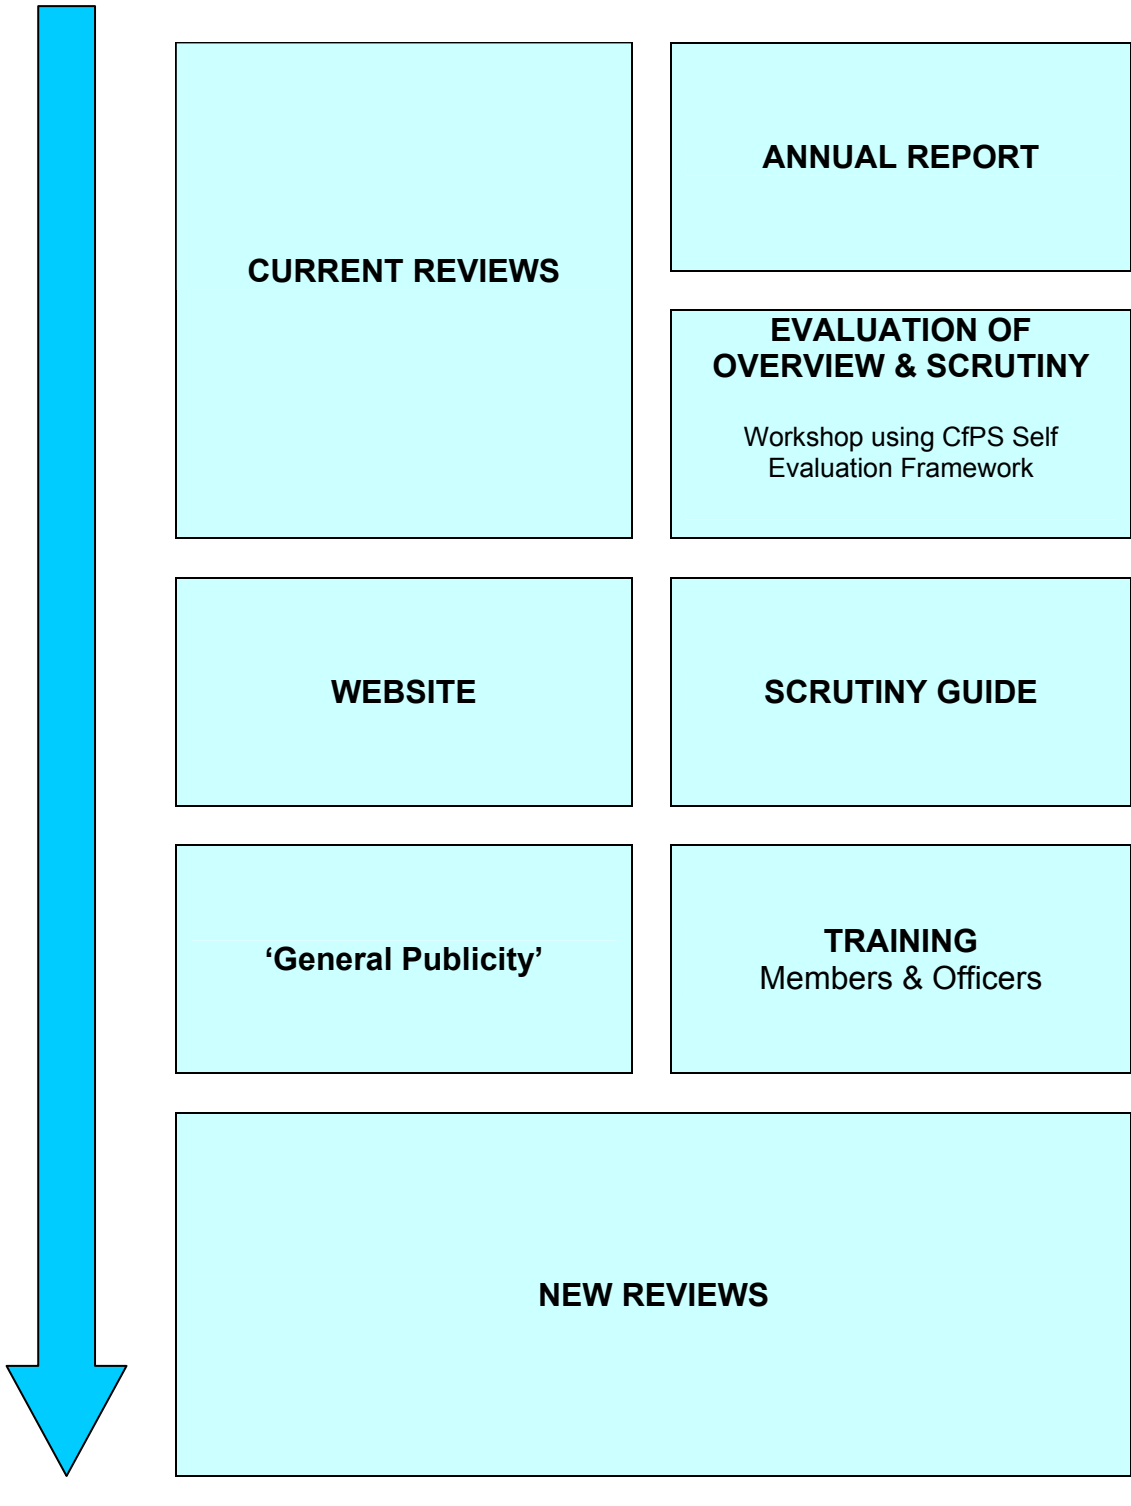 CURRENT REVIEWS
ANNUAL REPORT
EVALUATION OF
OVERVIEW & SCRUTINY
Workshop using CfPS Self
Evaluation Framework
WEBSITE
SCRUTINY GUIDE
‘General Publicity’
TRAINING
Members & Officers
NEW REVIEWS